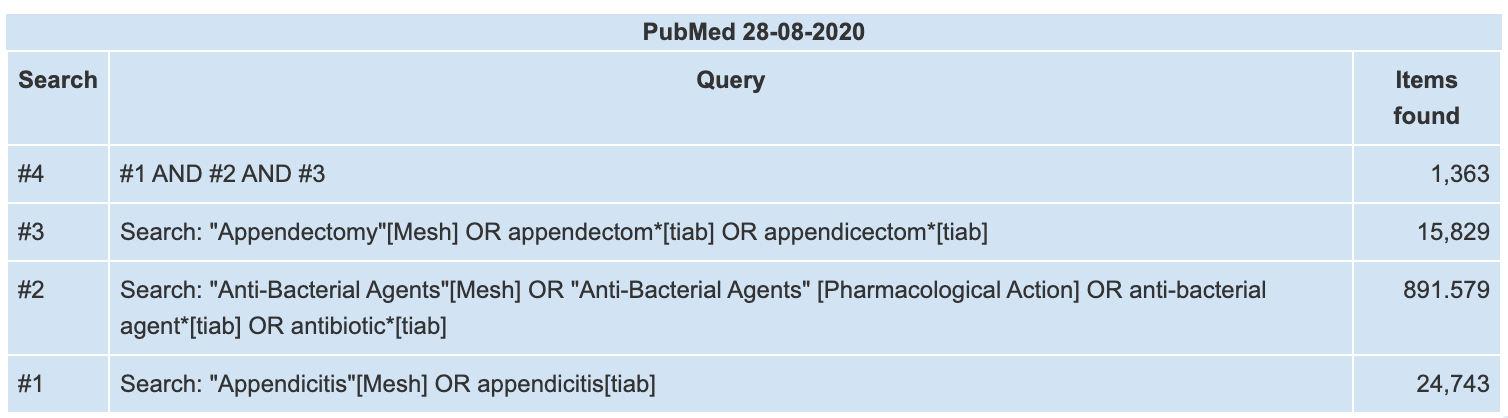 PubMed 28-08-2020
Search Query Items found
#4 #1 AND #2 AND #3 1,363
#3 Search: "Appendectomy"[Mesh] OR appendectom*[tiab] OR appendicectom*[tiab] 15,829
#2 Search: "Anti-Bacterial Agents"[Mesh] OR "Anti-Bacterial Agents" [Pharmacological Action] OR anti-bacterial 891.579
agent*[tiab] OR antibiotic*[tiab]
#1 Search: "Appendicitis"[Mesh] OR appendicitis[tiab] 24,743